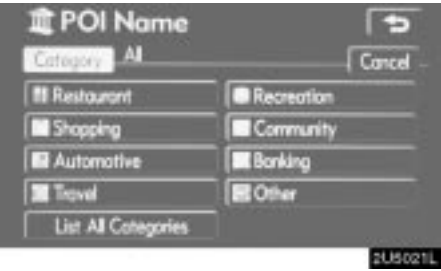 POI Name
Category All
Cancel
Restaurant
Recreation
Shopping
Community
Automotive
Banking
Travel
Other
List All Categories
2U5021L